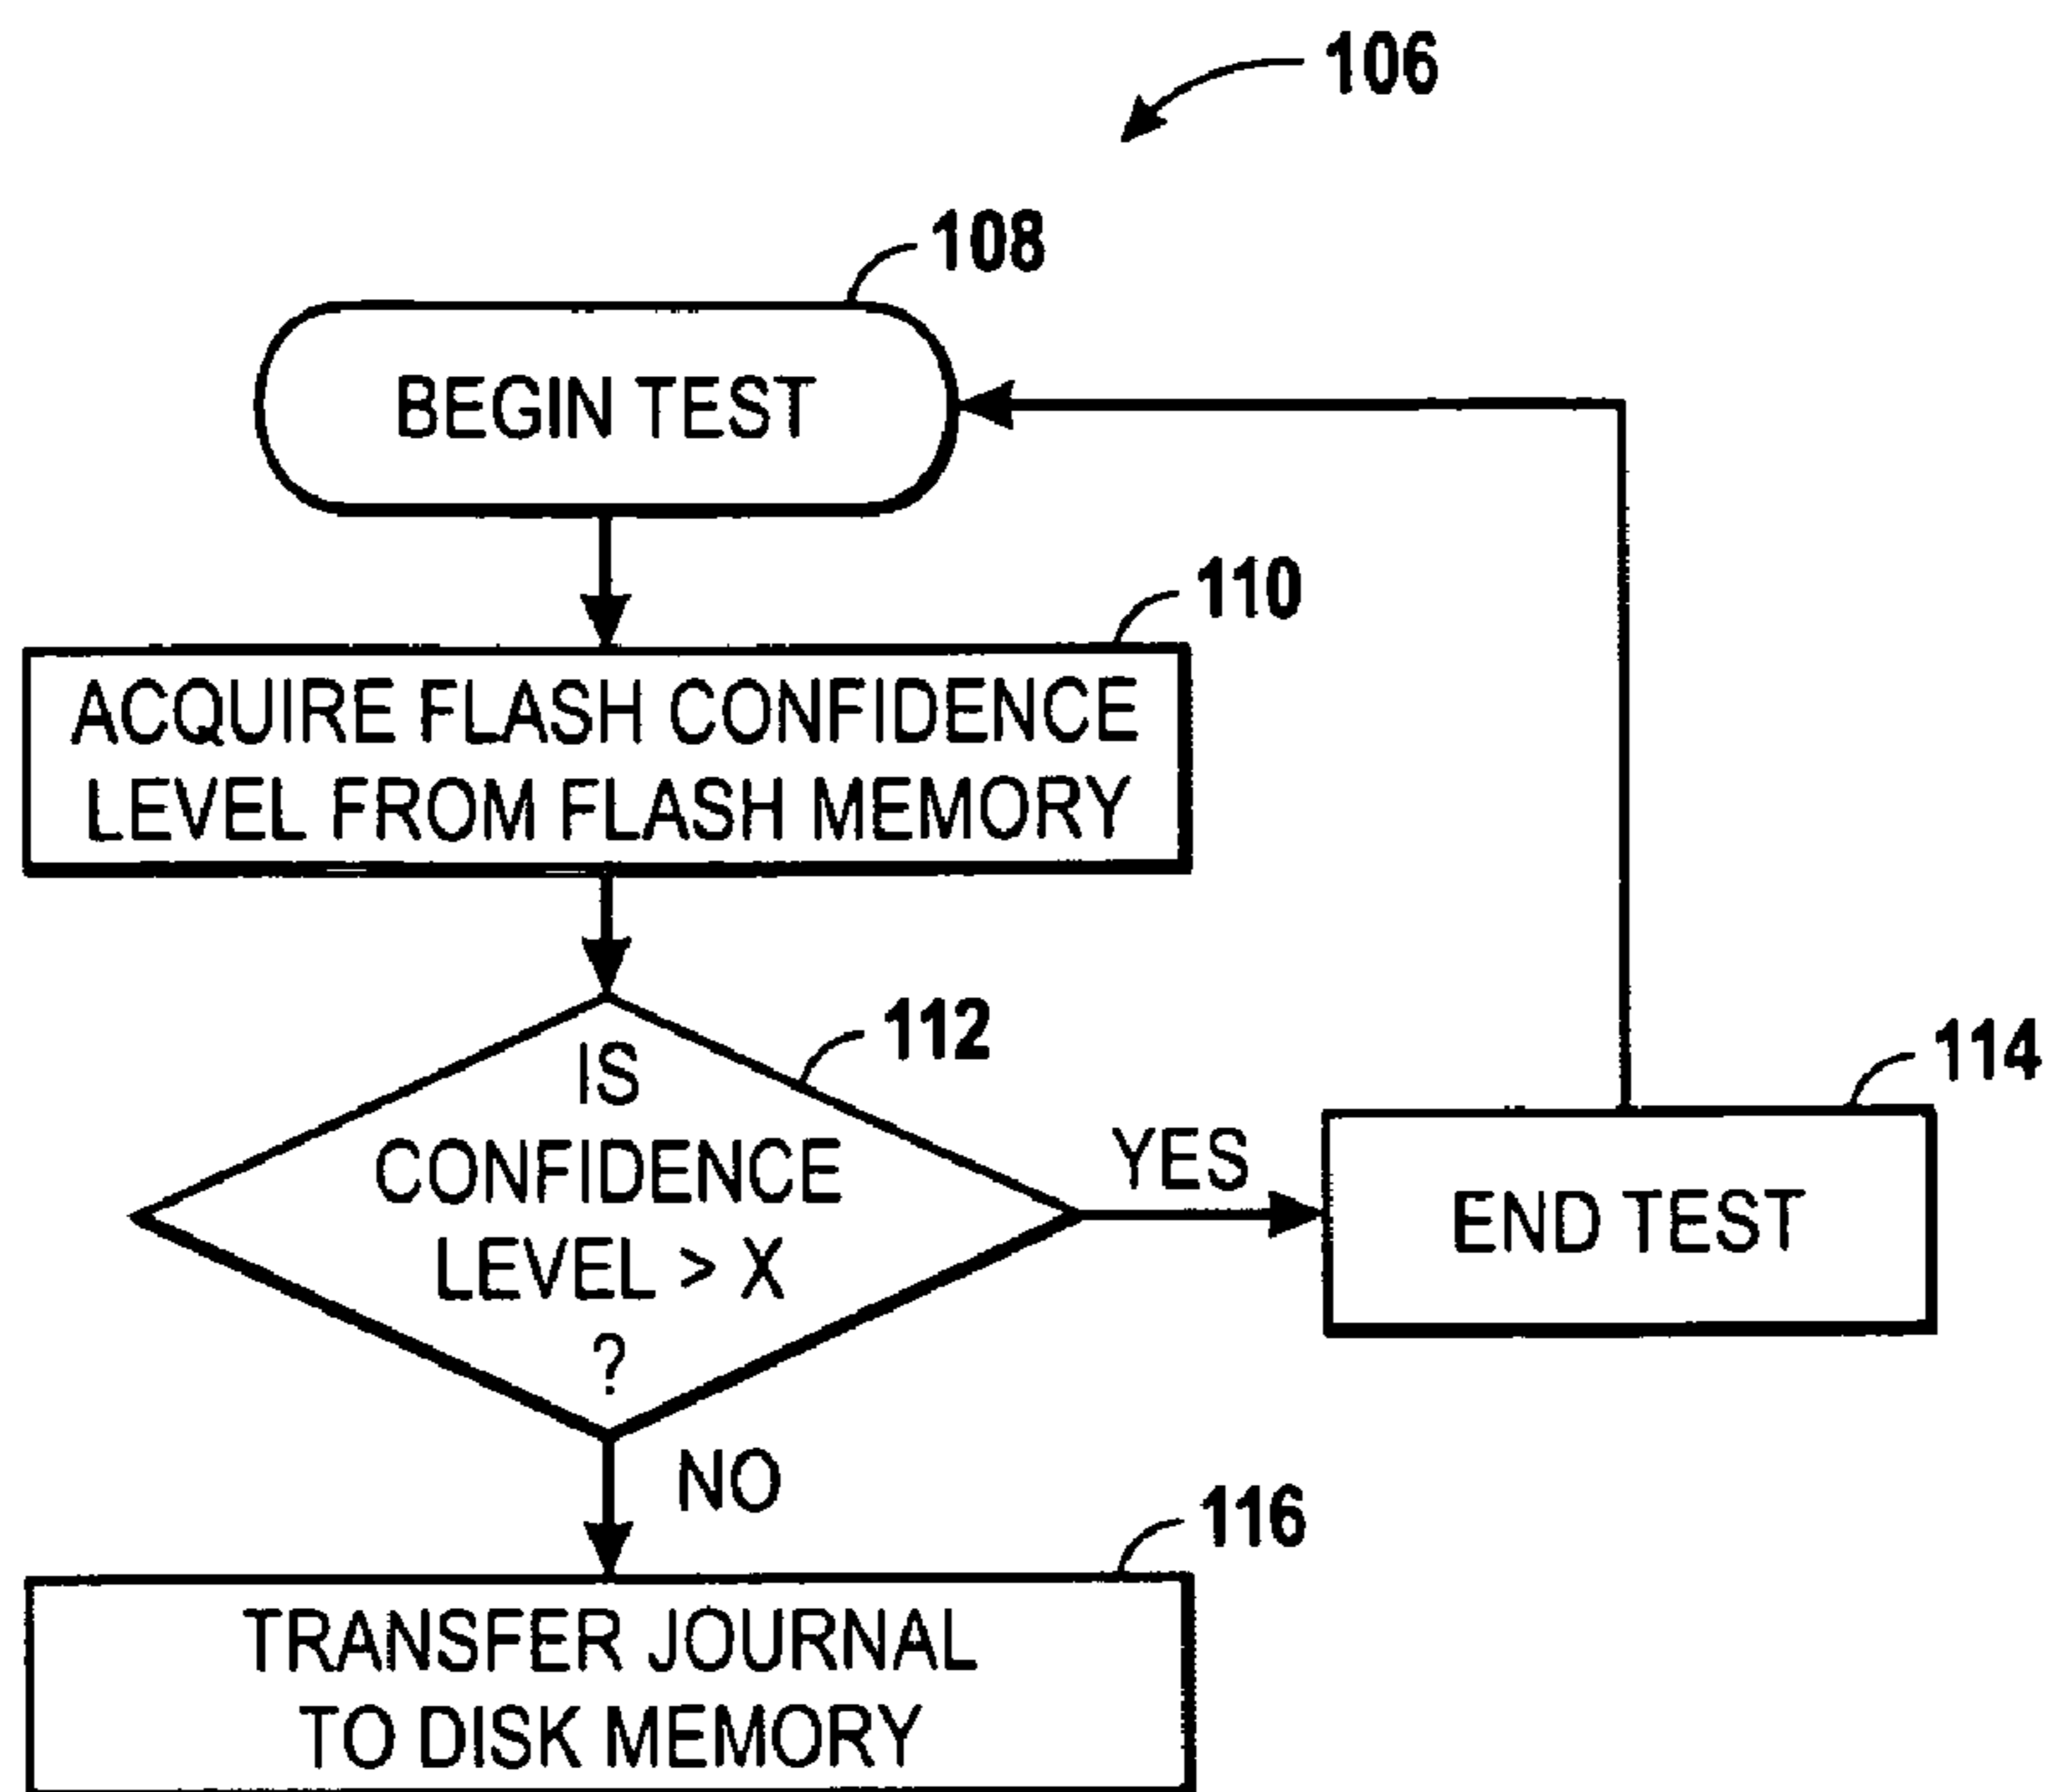 106
108
BEGIN TEST
110
ACQUIRE FLASH CONFIDENCE
LEVEL FROM FLASH MEMORY
112
IS
CONFIDENCE
LEVEL > X
?
YES
114
END TEST
NO
116
TRANSFER JOURNAL
TO DISK MEMORY